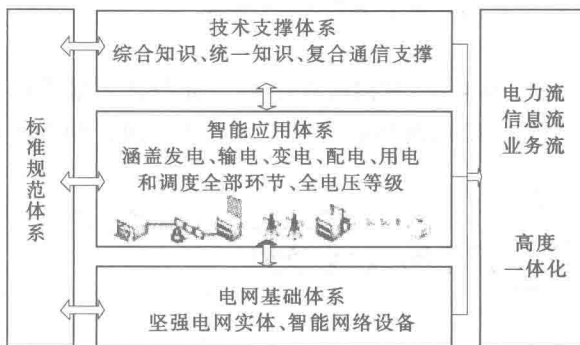 标准规范体系
技术支撑体系
综合知识、统一知识、复合通信支撑
智能应用体系
涵盖发电、输电、变电、配电、用电
和调度全部环节、全电压等级
电网基础体系
坚强电网实体、智能网络设备
电力流
信息流
业务流
高度
一体化